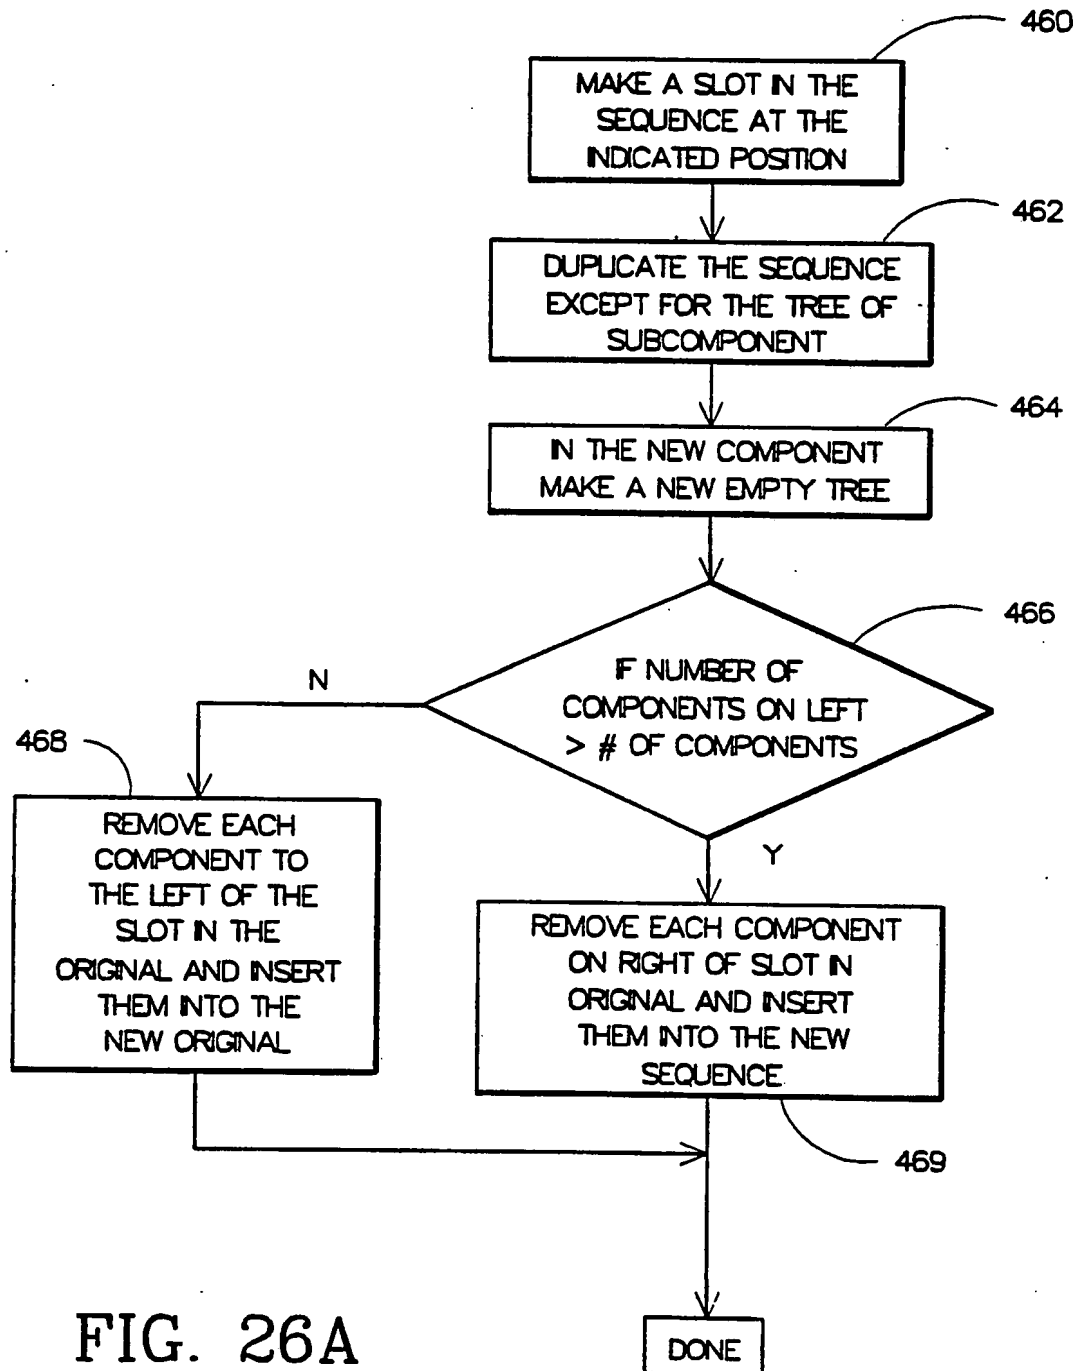 460
MAKE A SLOT IN THE
SEQUENCE AT THE
INDICATED POSITION
462
DUPLICATE THE SEQUENCE
EXCEPT FOR THE TREE OF
SUBCOMPONENT
464
IN THE NEW COMPONENT
MAKE A NEW EMPTY TREE
466
IF NUMBER OF
COMPONENTS ON LEFT
> # OF COMPONENTS
N
Y
468
REMOVE EACH
COMPONENT TO
THE LEFT OF THE
SLOT IN THE
ORIGINAL AND INSERT
THEM INTO THE
NEW ORIGINAL
REMOVE EACH COMPONENT
ON RIGHT OF SLOT IN
ORIGINAL AND INSERT
THEM INTO THE NEW
SEQUENCE
469
DONE
FIG. 26A